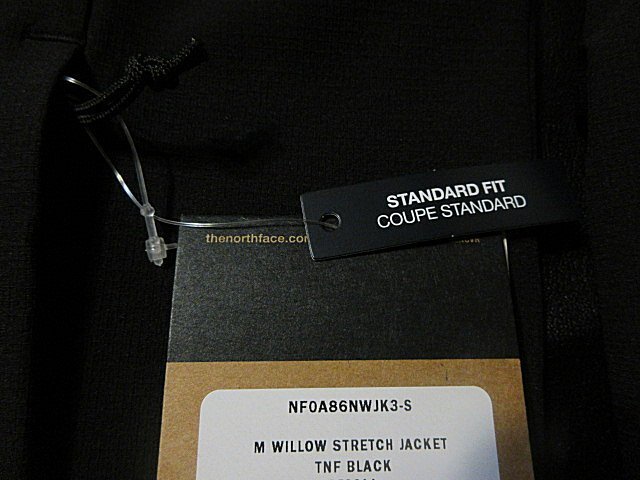 STANDARD FIT
COUPE STANDARD
thenorthface.com
NF0A86NWJK3-S
M WILLOW STRETCH JACKET
TNF BLACK